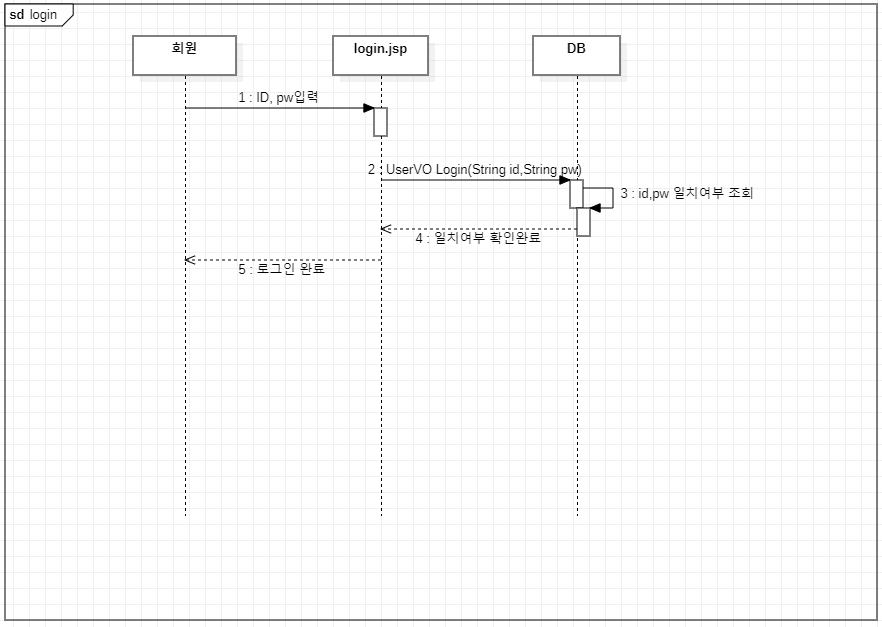 sd login
회원
login.jsp
DB
1 : ID, pw입력
2 : UserVO Login(String id,String pw)
3 : id,pw 일치여부 조회
4 : 일치여부 확인완료
5 : 로그인 완료